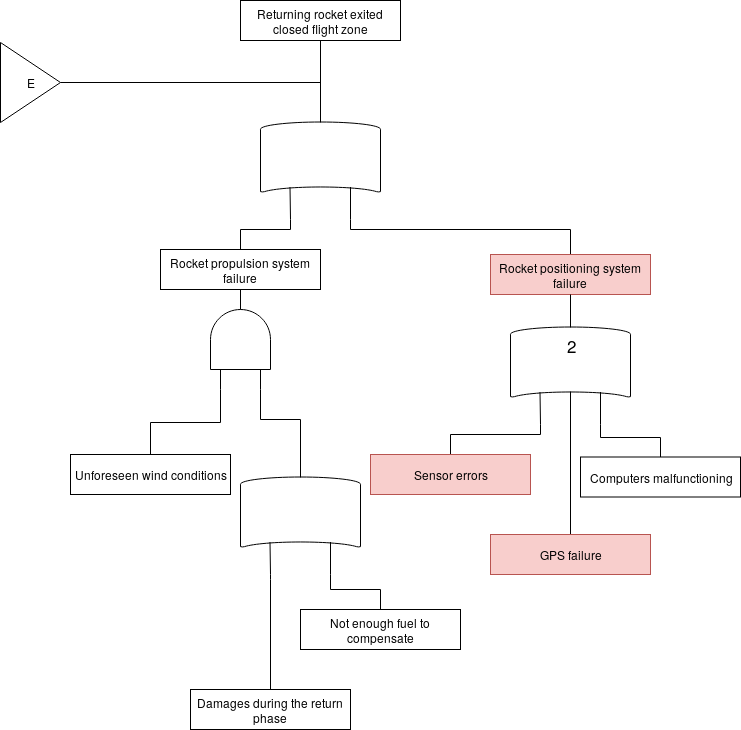 Returning rocket exited
closed flight zone
E
Rocket propulsion system
failure
Rocket positioning system
failure
2
Unforeseen wind conditions
Sensor errors
Computers malfunctioning
GPS failure
Not enough fuel to
compensate
Damages during the return
phase